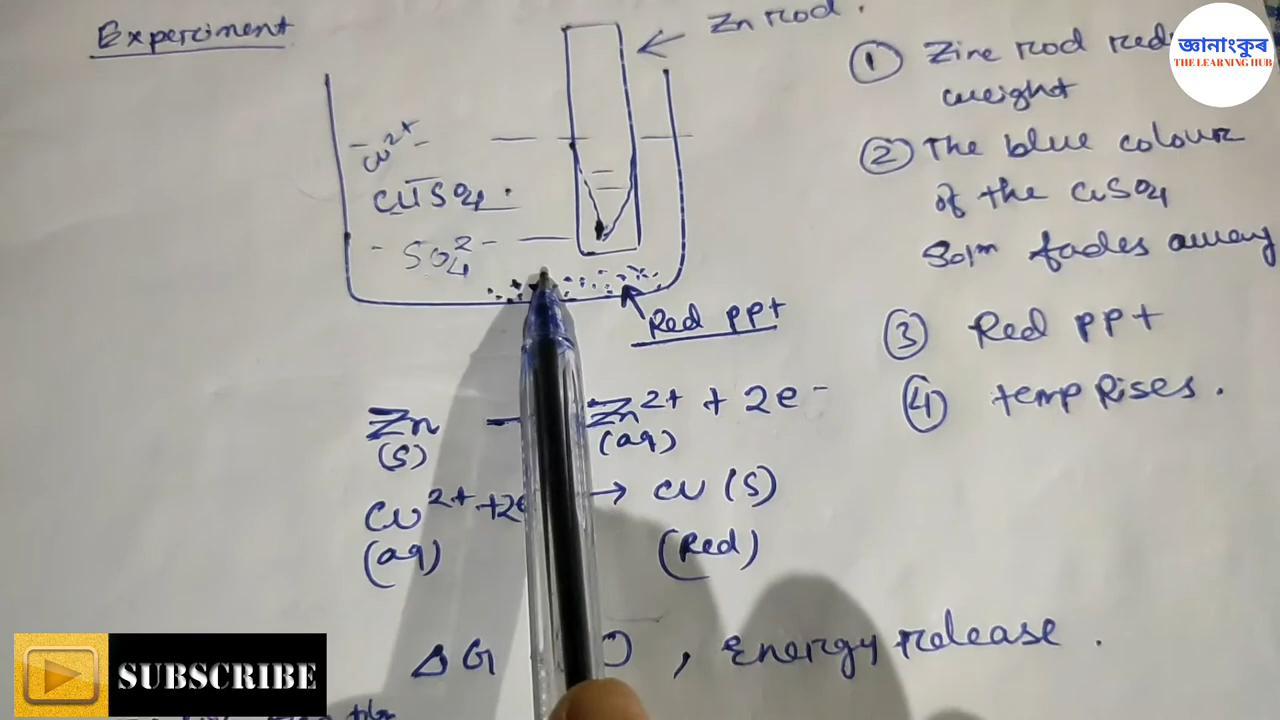 Experiment
Zn rod.
জ্ঞানাংকুৰ
THE LEARNING HUB
① Zinc rod
weight
Cu²⁺
② The blue colour
CuSO₄
of the CuSO₄
SO₄²⁻
Solⁿ fades away
Red ppt
③ Red ppt
④ temp Rises.
Zn Zn²⁺ + 2e⁻
(s) (aq)
Cu²⁺ + 2e → Cu (s)
(aq) (Red)
ΔG , Energy release.
SUBSCRIBE